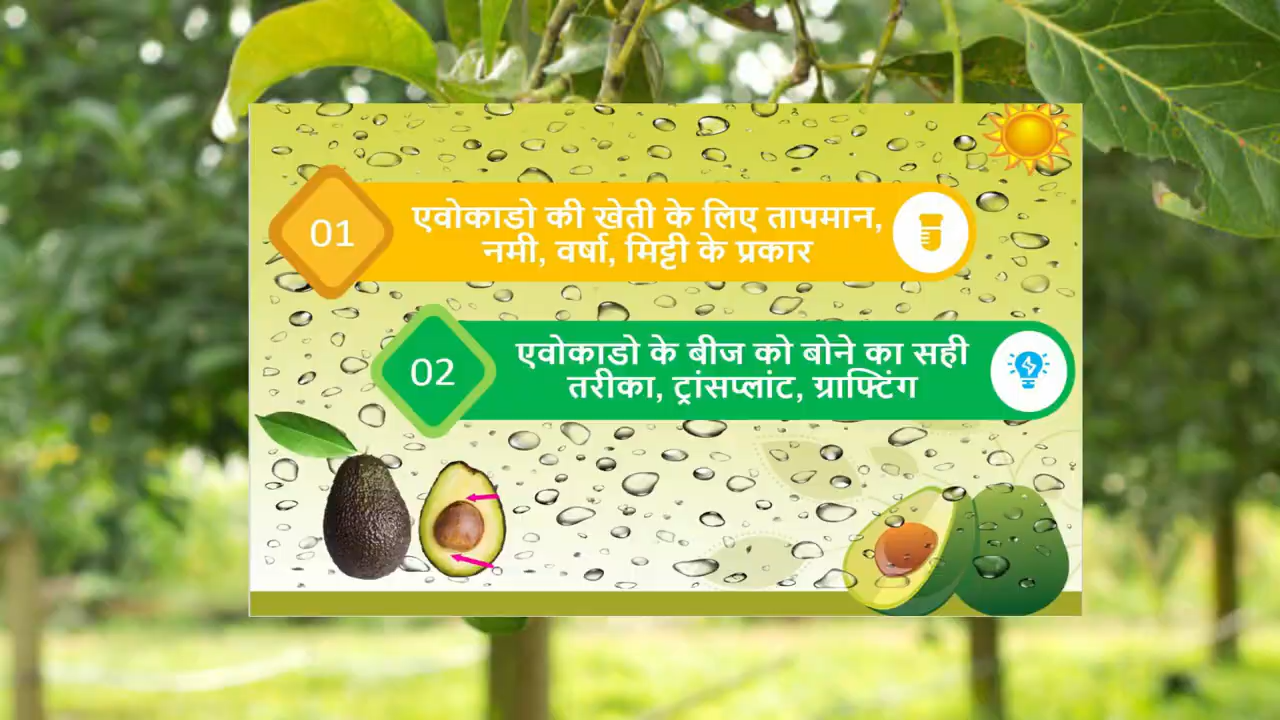 01
एवोकाडो की खेती के लिए तापमान,
नमी, वर्षा, मिट्टी के प्रकार
02
एवोकाडो के बीज को बोने का सही
तरीका, ट्रांसप्लांट, ग्राफ्टिंग